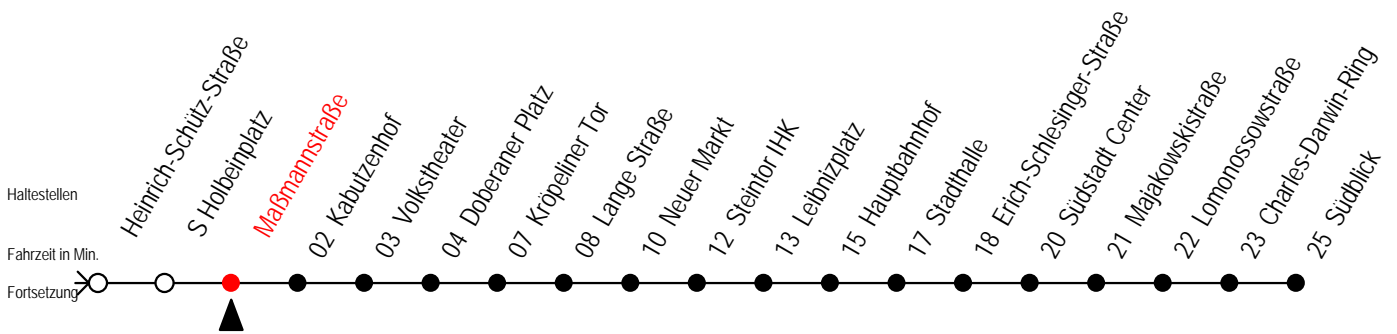 Heinrich-Schütz-Straße
S Holbeinplatz
Maßmannstraße
02 Kabutzenhof
03 Volkstheater
04 Doberaner Platz
07 Kröpeliner Tor
08 Lange Straße
10 Neuer Markt
12 Steintor IHK
13 Leibnizplatz
15 Hauptbahnhof
17 Stadthalle
18 Erich-Schlesinger-Straße
20 Südstadt Center
21 Majakowskistraße
22 Lomonossowstraße
23 Charles-Darwin-Ring
25 Südblick
Haltestellen
Fahrzeit in Min.
Fortsetzung